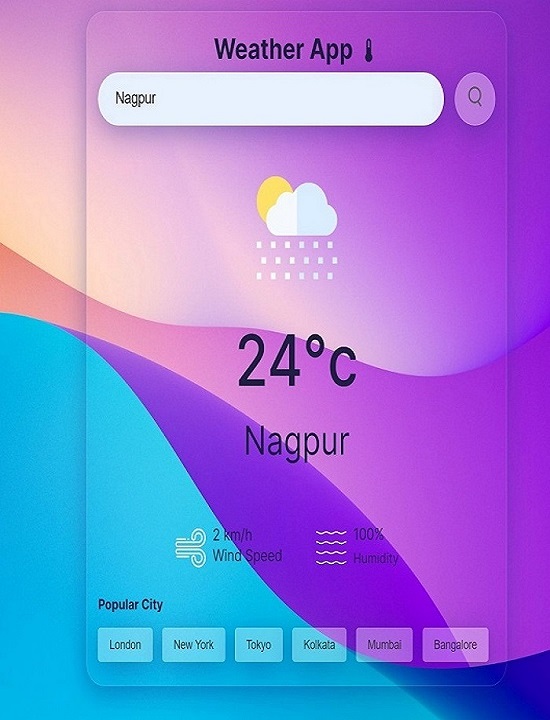 Weather App
Nagpur
24°c
Nagpur
2 km/h
Wind Speed
100%
Humidity
Popular City
London
New York
Tokyo
Kolkata
Mumbai
Bangalore